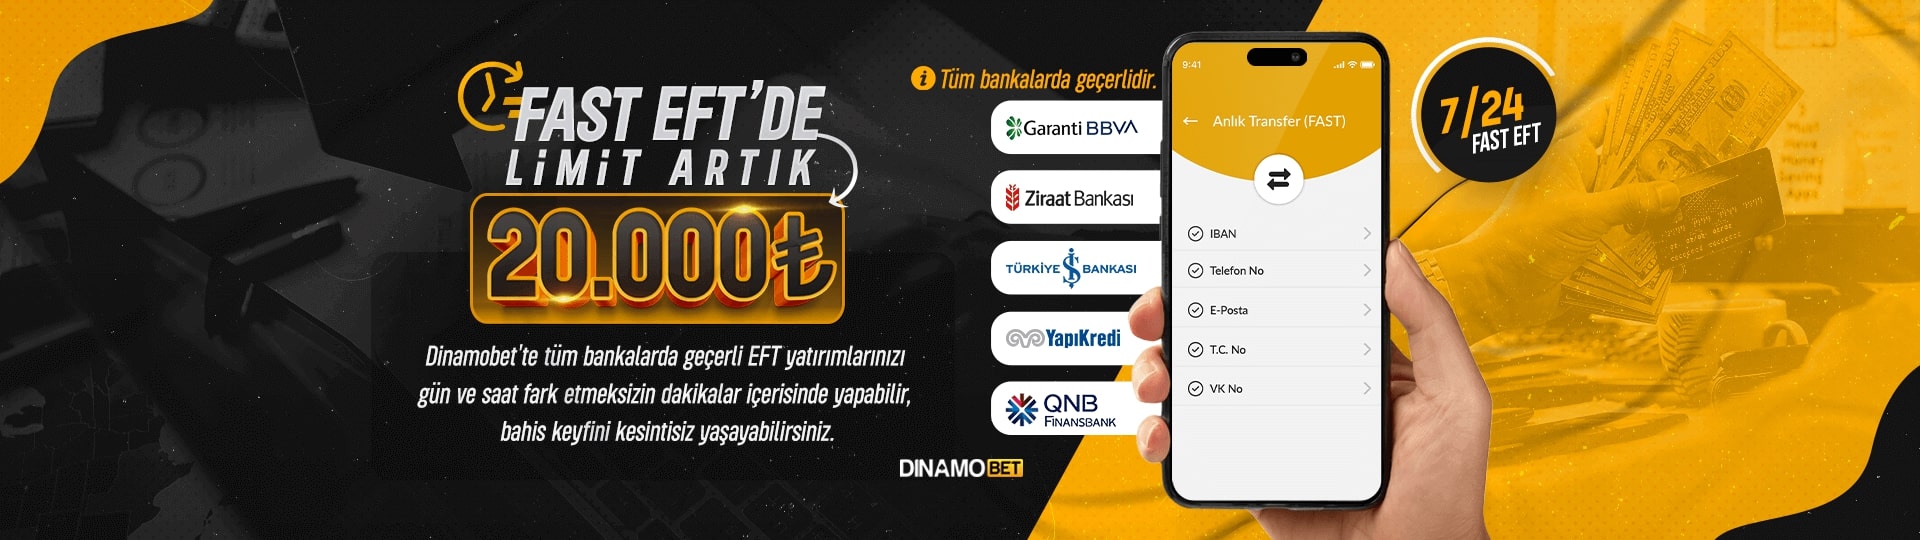 FAST EFT'DE
LİMİT ARTIK
20.000₺
Dinamobet'te tüm bankalarda geçerli EFT yatırımlarınızı
gün ve saat fark etmeksizin dakikalar içerisinde yapabilir,
bahis keyfini kesintisiz yaşayabilirsiniz.
DINAMOBET
i Tüm bankalarda geçerlidir.
Garanti BBVA
Ziraat Bankası
TÜRKİYE İŞ BANKASI
YapıKredi
QNB
FINANSBANK
9:41
Anlık Transfer (FAST)
IBAN
Telefon No
E-Posta
T.C. No
VK No
7/24
FAST EFT